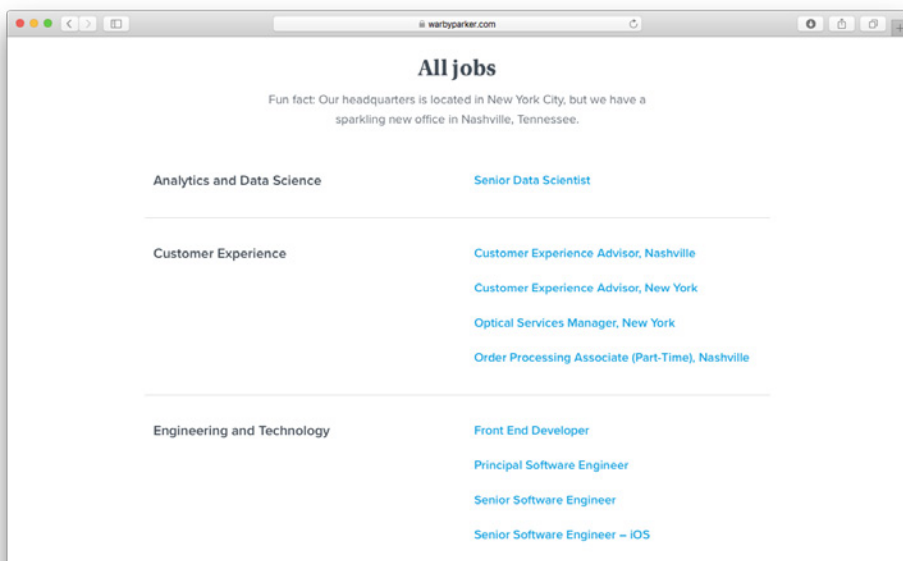 warbyparker.com
All jobs
Fun fact: Our headquarters is located in New York City, but we have a
sparkling new office in Nashville, Tennessee.
Analytics and Data Science
Senior Data Scientist
Customer Experience
Customer Experience Advisor, Nashville
Customer Experience Advisor, New York
Optical Services Manager, New York
Order Processing Associate (Part-Time), Nashville
Engineering and Technology
Front End Developer
Principal Software Engineer
Senior Software Engineer
Senior Software Engineer – iOS